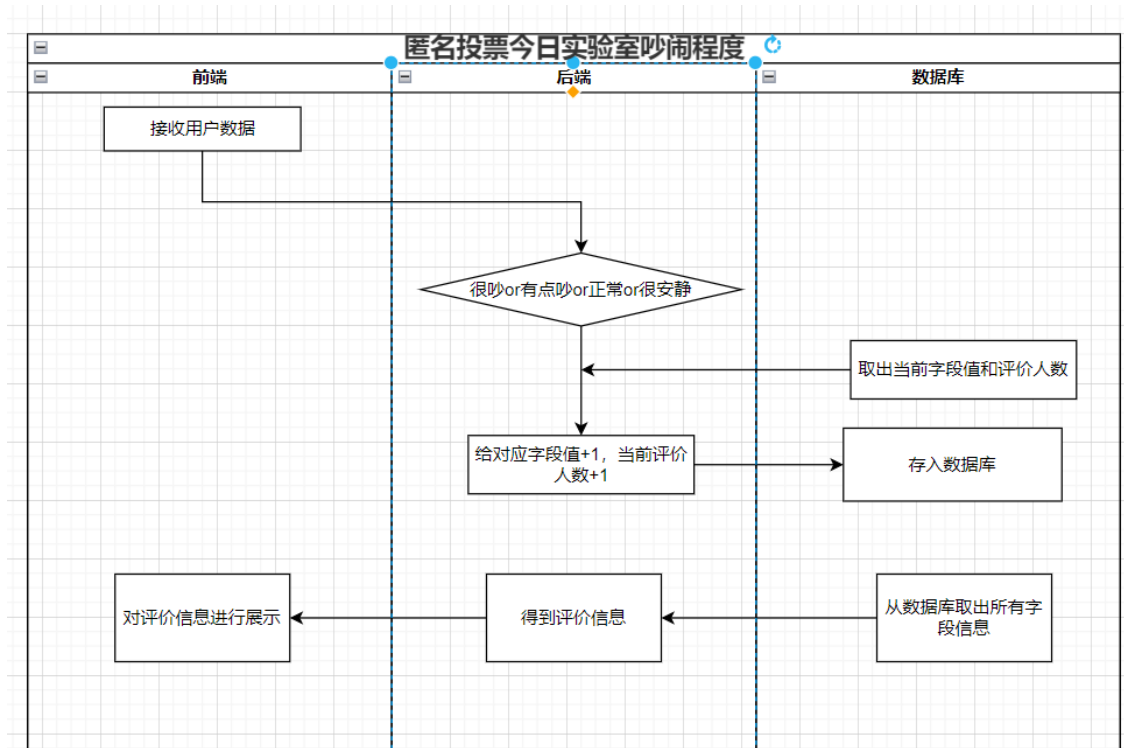 匿名投票今日实验室吵闹程度
前端
后端
数据库
接收用户数据
很吵or有点吵or正常or很安静
取出当前字段值和评价人数
给对应字段值+1，当前评价
人数+1
存入数据库
对评价信息进行展示
得到评价信息
从数据库取出所有字
段信息